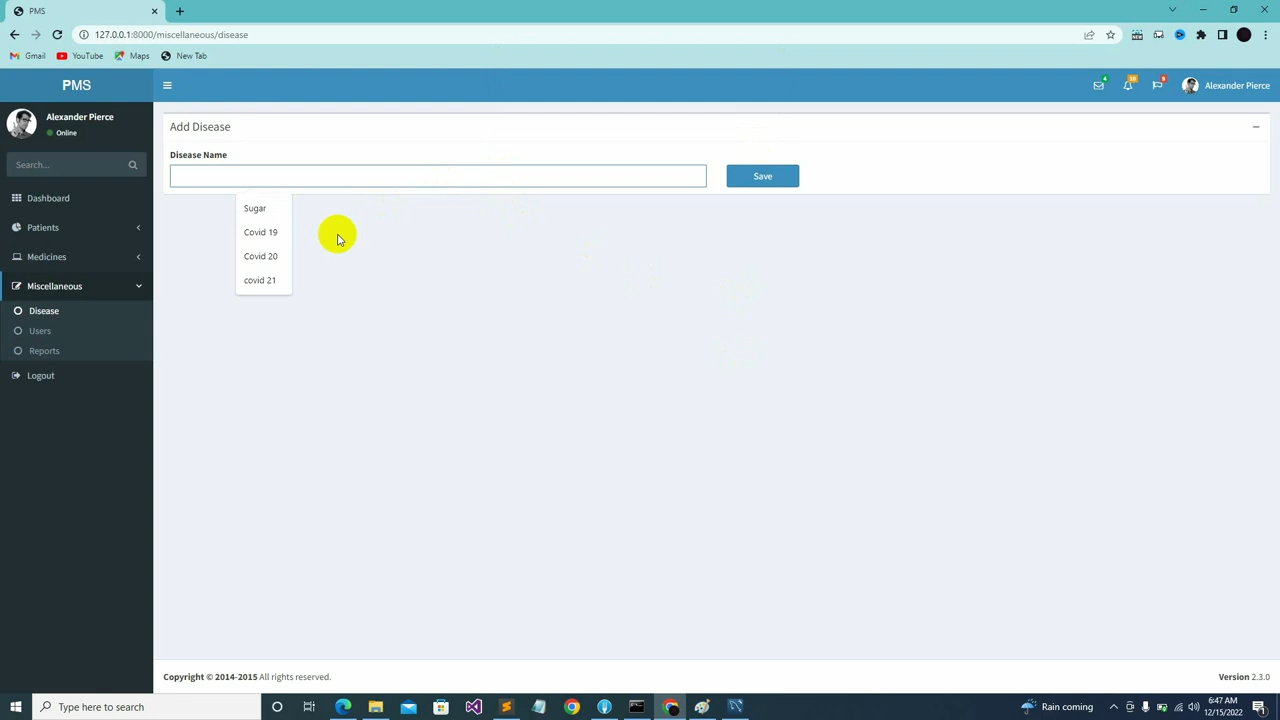 PMS
127.0.0.1:8000/miscellaneous/disease
Gmail YouTube Maps New Tab
PMS
4 10 9 Alexander Pierce
Alexander Pierce
Online
Search...
Dashboard
Patients
Medicines
Miscellaneous
Disease
Users
Reports
Logout
Add Disease
Disease Name
Save
Sugar
Covid 19
Covid 20
covid 21
Copyright © 2014-2015 All rights reserved.
Version 2.3.0
Type here to search
Rain coming
6:47 AM
12/15/2022